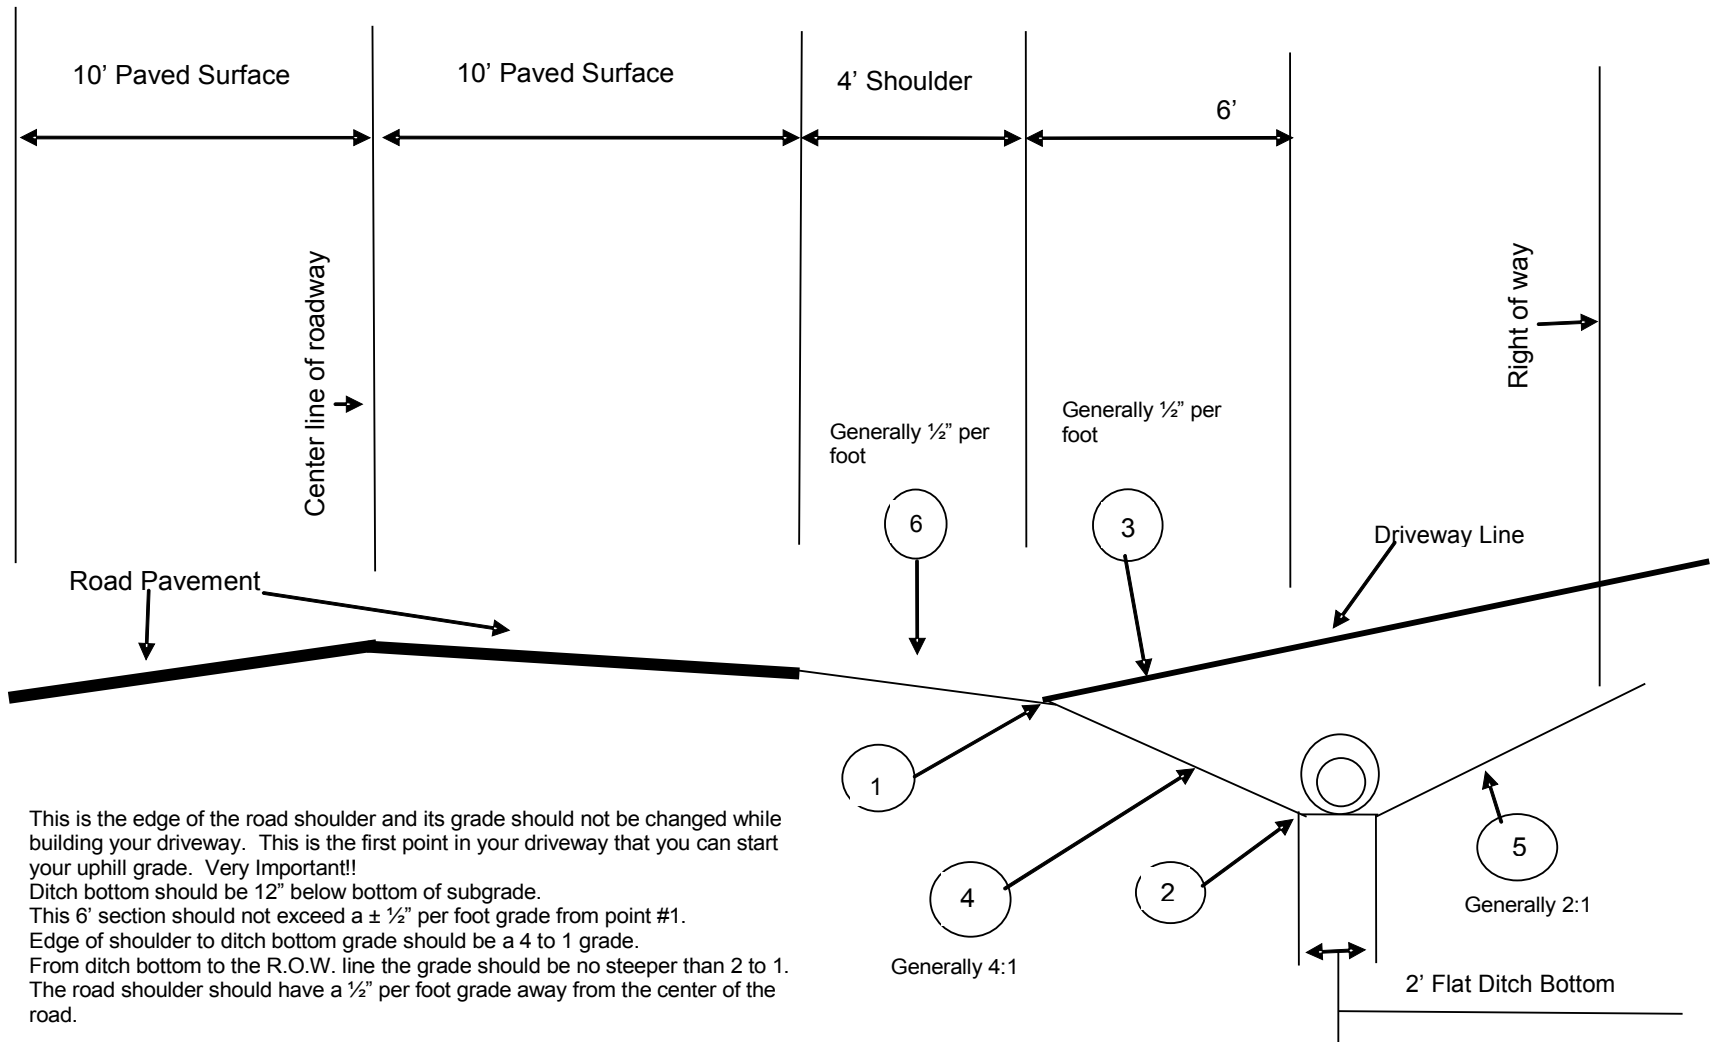 10’ Paved Surface
10’ Paved Surface
4’ Shoulder
6’
Center line of roadway
Right of way
Generally ½” per
foot
Generally ½” per
foot
6
3
Driveway Line
Road Pavement
1
4
2
5
Generally 4:1
Generally 2:1
2’ Flat Ditch Bottom
This is the edge of the road shoulder and its grade should not be changed while
building your driveway.  This is the first point in your driveway that you can start
your uphill grade.  Very Important!!
Ditch bottom should be 12” below bottom of subgrade.
This 6’ section should not exceed a ± ½” per foot grade from point #1.
Edge of shoulder to ditch bottom grade should be a 4 to 1 grade.
From ditch bottom to the R.O.W. line the grade should be no steeper than 2 to 1.
The road shoulder should have a ½” per foot grade away from the center of the
road.